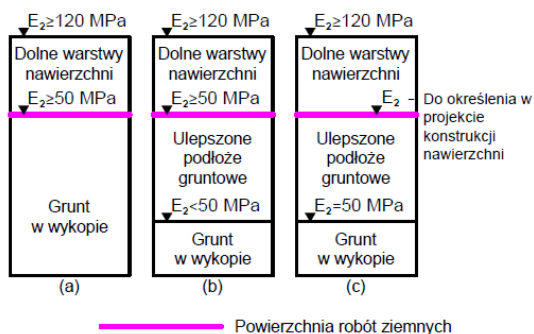 E₂≥120 MPa
Dolne warstwy
nawierzchni
E₂≥50 MPa
Grunt
w wykopie
(a)
E₂≥120 MPa
Dolne warstwy
nawierzchni
E₂≥50 MPa
Ulepszone
podłoże
gruntowe
E₂<50 MPa
Grunt
w wykopie
(b)
E₂≥120 MPa
Dolne warstwy
nawierzchni
E₂ - Do określenia w
projekcie
konstrukcji
nawierzchni
Ulepszone
podłoże
gruntowe
E₂=50 MPa
Grunt
w wykopie
(c)
Powierzchnia robót ziemnych